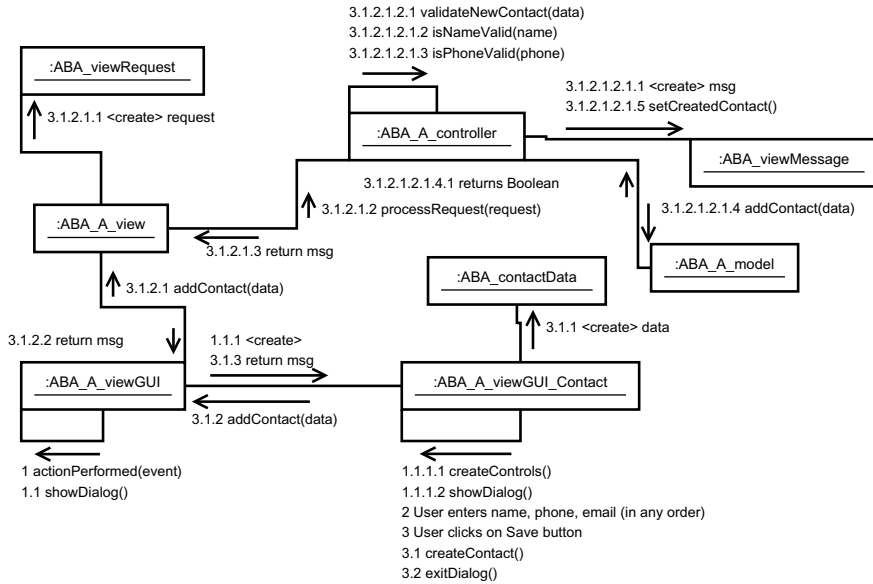 3.1.2.1.2.1 validateNewContact(data)
3.1.2.1.2.1.2 isNameValid(name)
3.1.2.1.2.1.3 isPhoneValid(phone)
:ABA_viewRequest
3.1.2.1.1 <create> request
3.1.2.1.2.1.1 <create> msg
3.1.2.1.2.1.5 setCreatedContact()
:ABA_A_controller
:ABA_viewMessage
3.1.2.1.2.1.4.1 returns Boolean
3.1.2.1.2 processRequest(request)
3.1.2.1.2.1.4 addContact(data)
:ABA_A_view
3.1.2.1.3 return msg
:ABA_A_model
:ABA_contactData
3.1.2.1 addContact(data)
3.1.1 <create> data
3.1.2.2 return msg
1.1.1 <create>
3.1.3 return msg
:ABA_A_viewGUI
:ABA_A_viewGUI_Contact
3.1.2 addContact(data)
1 actionPerformed(event)
1.1 showDialog()
1.1.1.1 createControls()
1.1.1.2 showDialog()
2 User enters name, phone, email (in any order)
3 User clicks on Save button
3.1 createContact()
3.2 exitDialog()